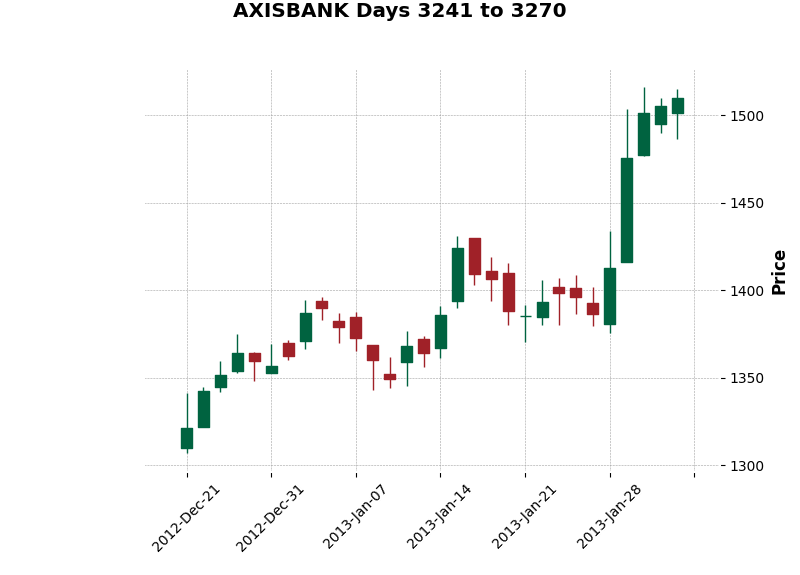 AXISBANK Days 3241 to 3270
1500
1450
1400
1350
1300
Price
2012-Dec-21
2012-Dec-31
2013-Jan-07
2013-Jan-14
2013-Jan-21
2013-Jan-28